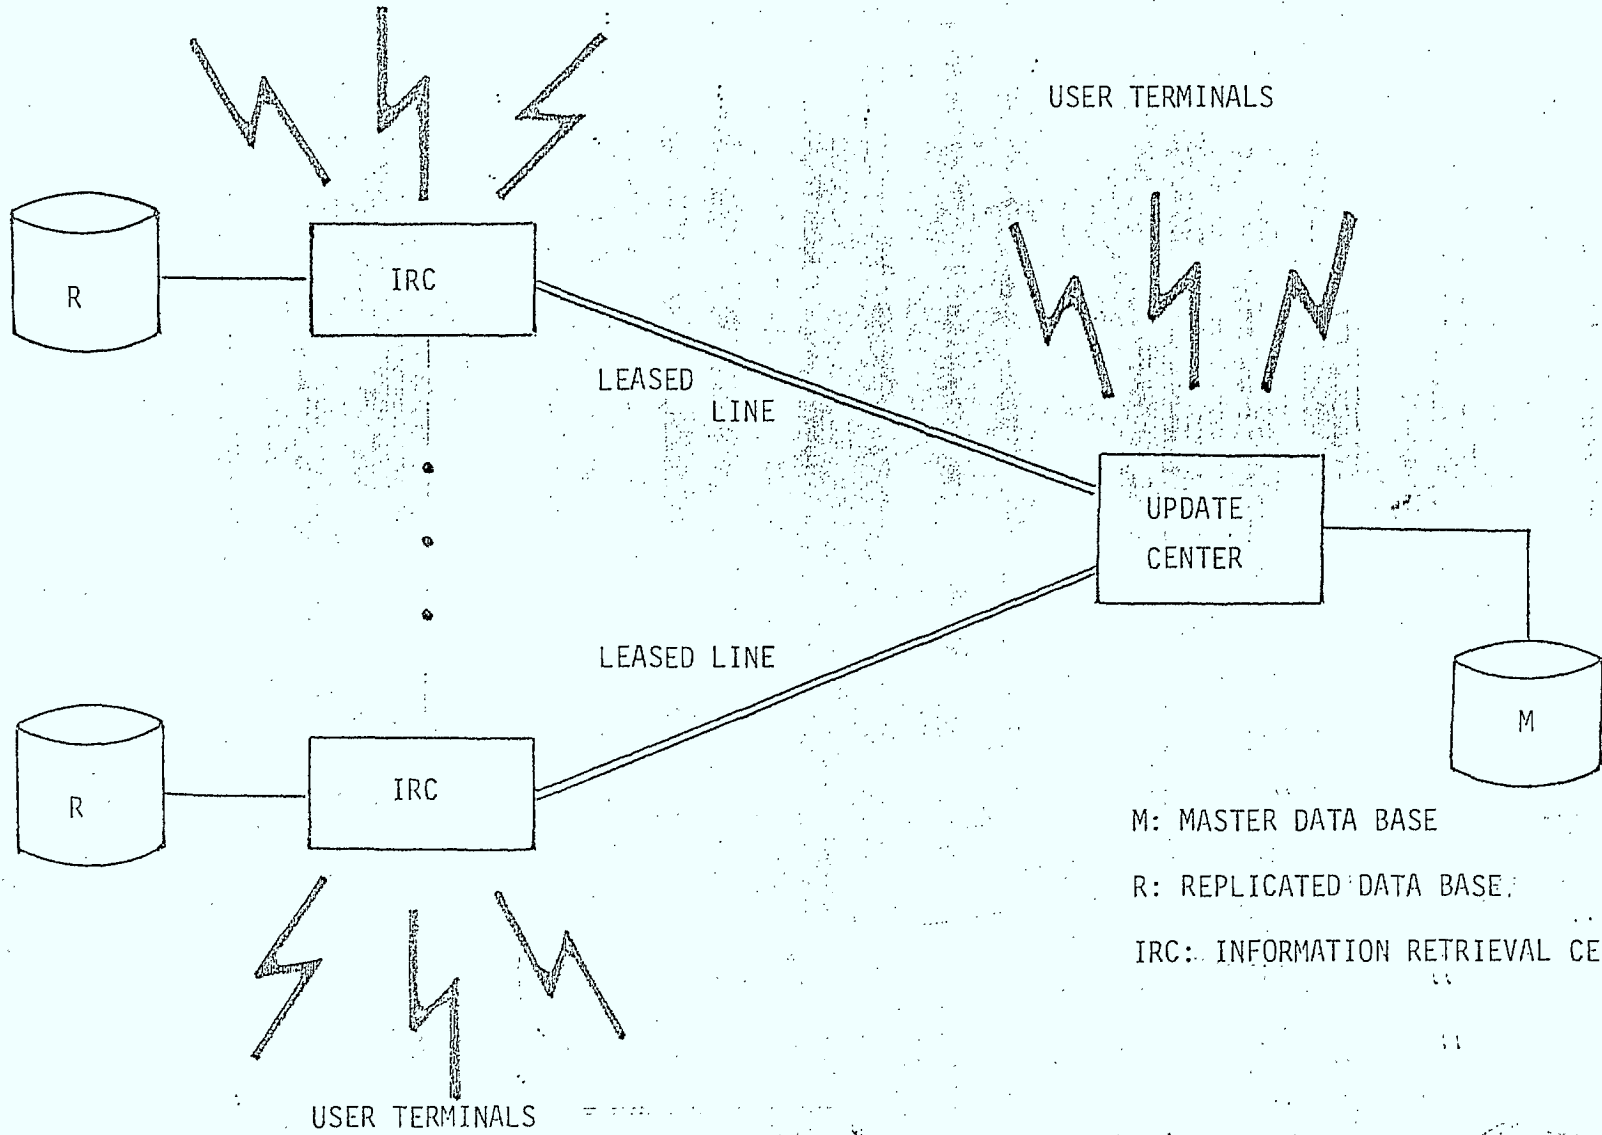 USER TERMINALS
R
IRC
LEASED
LINE
UPDATE
CENTER
LEASED LINE
M
R
IRC
M: MASTER DATA BASE
R: REPLICATED DATA BASE
IRC: INFORMATION RETRIEVAL CE
USER TERMINALS